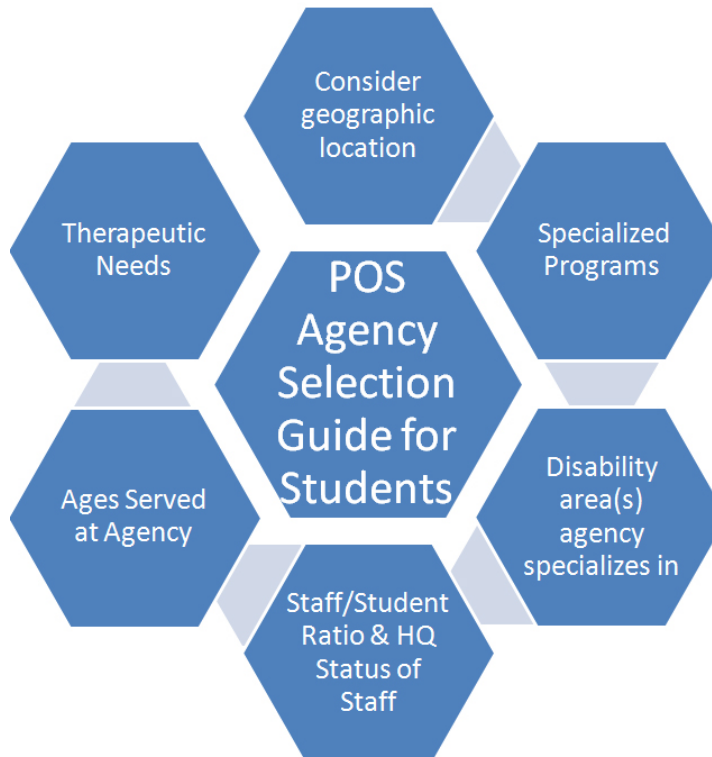 Consider
geographic
location
Specialized
Programs
Disability
area(s)
agency
specializes in
Staff/Student
Ratio & HQ
Status of
Staff
Ages Served
at Agency
Therapeutic
Needs
POS
Agency
Selection
Guide for
Students